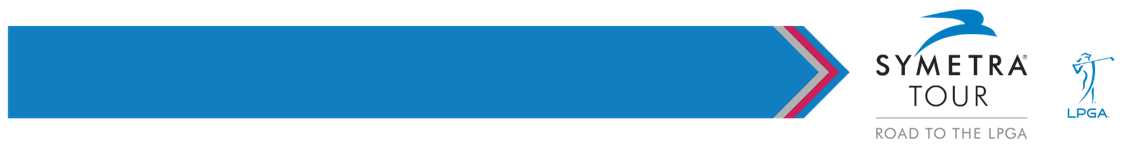 SYMETRA®
TOUR
ROAD TO THE LPGA
LPGA